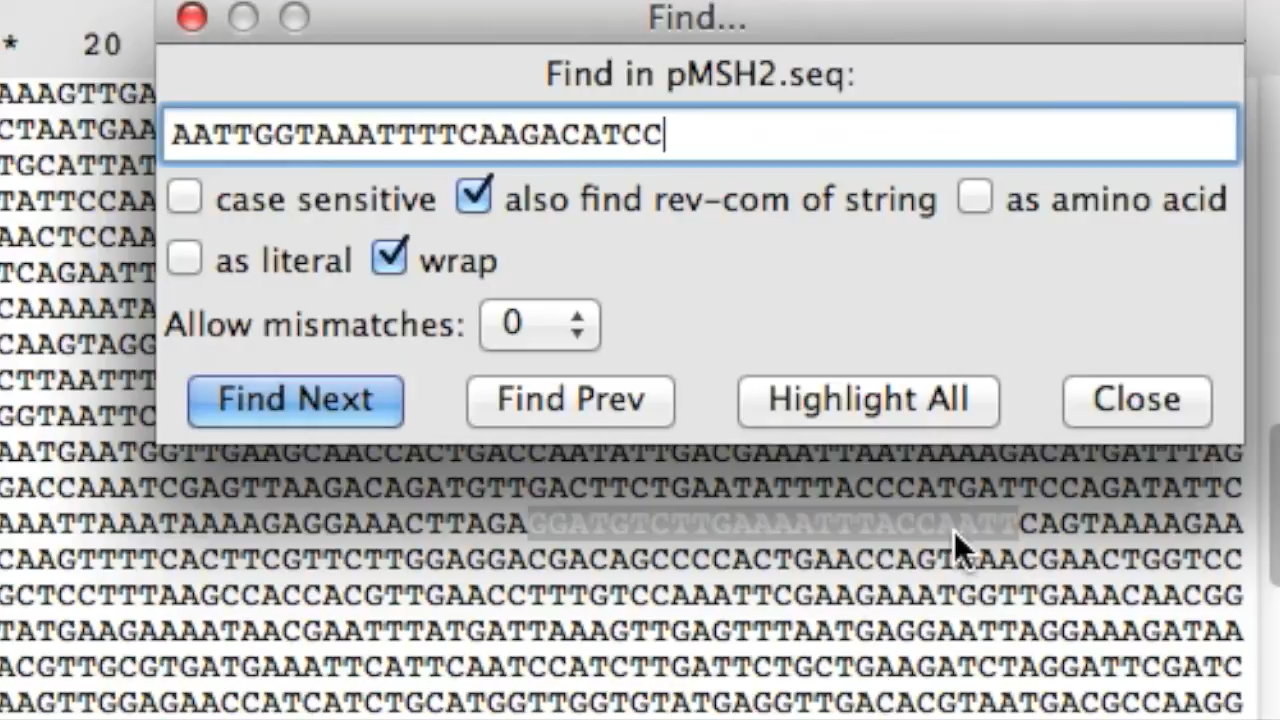 Find...
* 20
Find in pMSH2.seq:
AAAGTTGA
AATTGGTAAATTTTCAAGACATCC
CTAATGAA
TGCATTAT
case sensitive also find rev-com of string as amino acid
TATTCCAA
AACTCCAA
as literal wrap
TCAGAATT
CAAAAATA
Allow mismatches: 0
CAAGTAGG
CTTAATTT
Find Next Find Prev Highlight All Close
GGTAATTC
AATGAATGGTTGAAGCAACCACTGACCAATATTGACGAAATTAATAAAAGACATGATTTAG
GACCAAATCGAGTTAAGACAGATGTTGACTTCTGAATATTTACCCATGATTCCAGATATTC
AAATTAAATAAAAGAGGAAACTTAGAGGATGTCTTGAAAATTTACCAATTCAGTAAAAGAA
CAAGTTTTCACTTCGTTCTTGGAGGACGACAGCCCCACTGAACCAGTGAACGAACTGGTCC
GCTCCTTTAAGCCACCACGTTGAACCTTTGTCCAAATTCGAAGAAATGGTTGAAACAACGG
TATGAAGAAAATAACGAATTTATGATTAAAGTTGAGTTTAATGAGGAATTAGGAAAGATAA
ACGTTGCGTGATGAAATTCATTCAATCCATCTTGATTCTGCTGAAGATCTAGGATTCGATC
AAGTTGGAGAACCATCATCTGCATGGTTGGTGTATGAGGTTGACACGTAATGACGCCAAGG